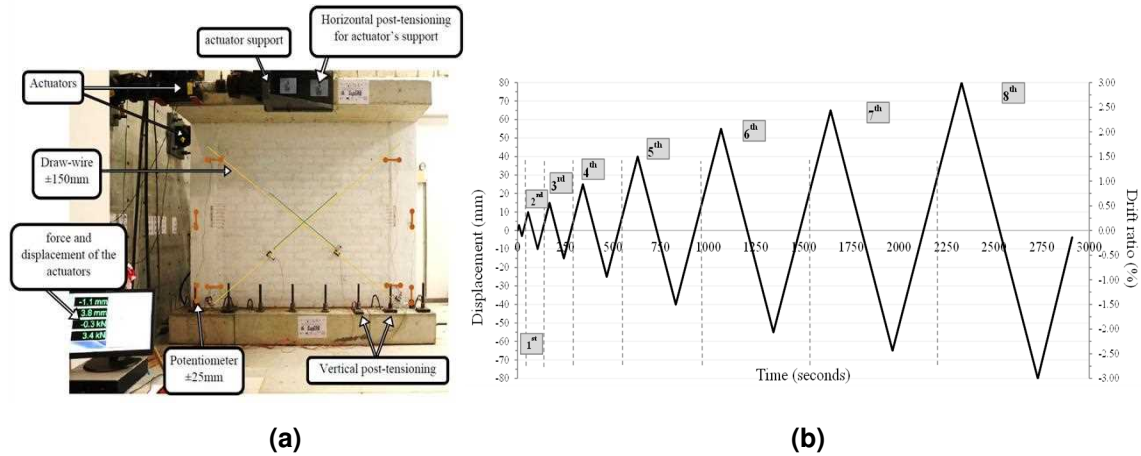 actuator support
Horizontal post-tensioning
for actuator's support
Actuators
Draw-wire
±150mm
force and
displacement of the
actuators
-1.1 mm
3.8 mm
-0.3 kN
3.4 kN
Potentiometer
±25mm
Vertical post-tensioning
(a)
Displacement (mm)
80
70
60
50
40
30
20
10
0
-10
-20
-30
-40
-50
-60
-70
-80
1st
2nd
3rd
4th
5th
6th
7th
8th
0 250 500 750 1000 1250 1500 1750 2000 2250 2500 2750 3000
Time (seconds)
3.00
2.50
2.00
1.50
1.00
0.50
0.00
-0.50
-1.00
-1.50
-2.00
-2.50
-3.00
Drift ratio (%)
(b)